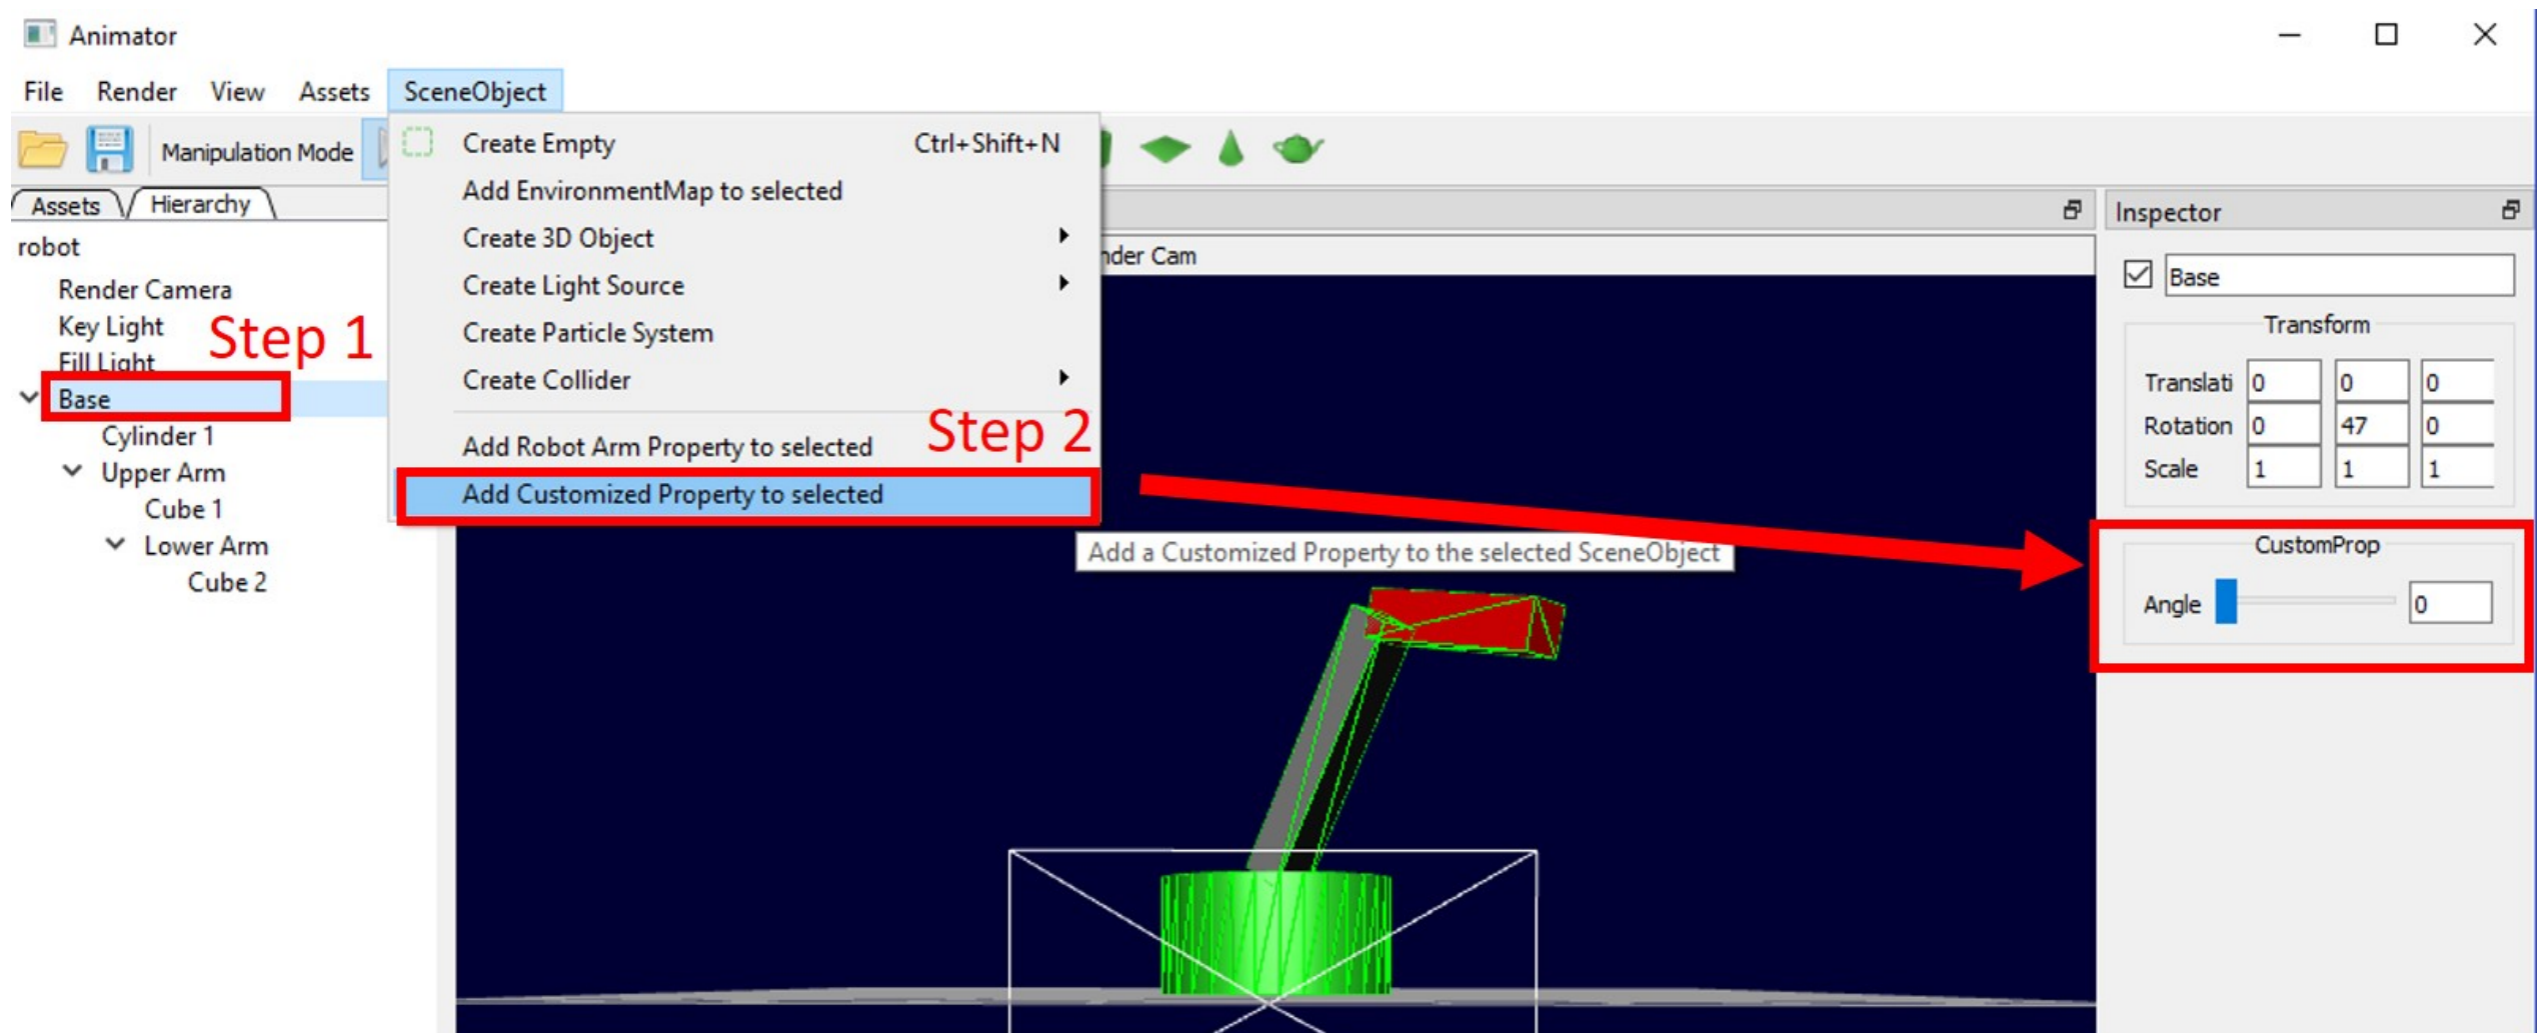 Animator
File Render View Assets SceneObject
Manipulation Mode
Create Empty Ctrl+Shift+N
Add EnvironmentMap to selected
Create 3D Object
Create Light Source
Create Particle System
Create Collider
Step 2
Add Robot Arm Property to selected
Add Customized Property to selected
Add a Customized Property to the selected SceneObject
Assets Hierarchy
robot
Render Camera
Key Light
Step 1
Fill Light
Base
Cylinder 1
Upper Arm
Cube 1
Lower Arm
Cube 2
nder Cam
Inspector
Base
Transform
Translati 0 0 0
Rotation 0 47 0
Scale 1 1 1
CustomProp
Angle 0